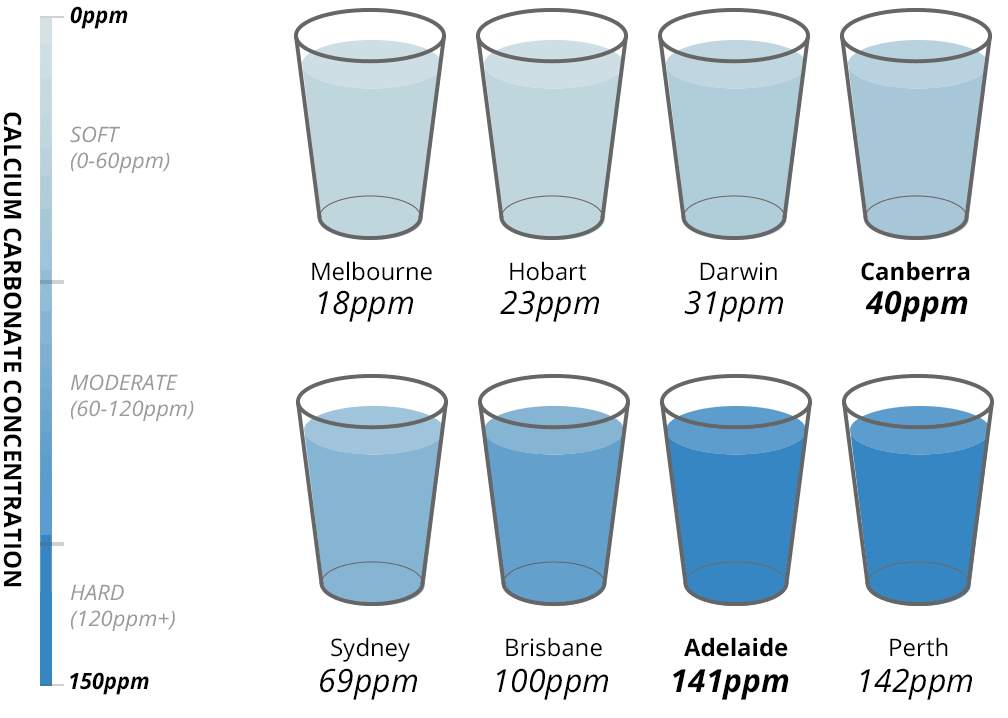 CALCIUM CARBONATE CONCENTRATION
0ppm
SOFT
(0-60ppm)
MODERATE
(60-120ppm)
HARD
(120ppm+)
150ppm
Melbourne
18ppm
Hobart
23ppm
Darwin
31ppm
Canberra
40ppm
Sydney
69ppm
Brisbane
100ppm
Adelaide
141ppm
Perth
142ppm